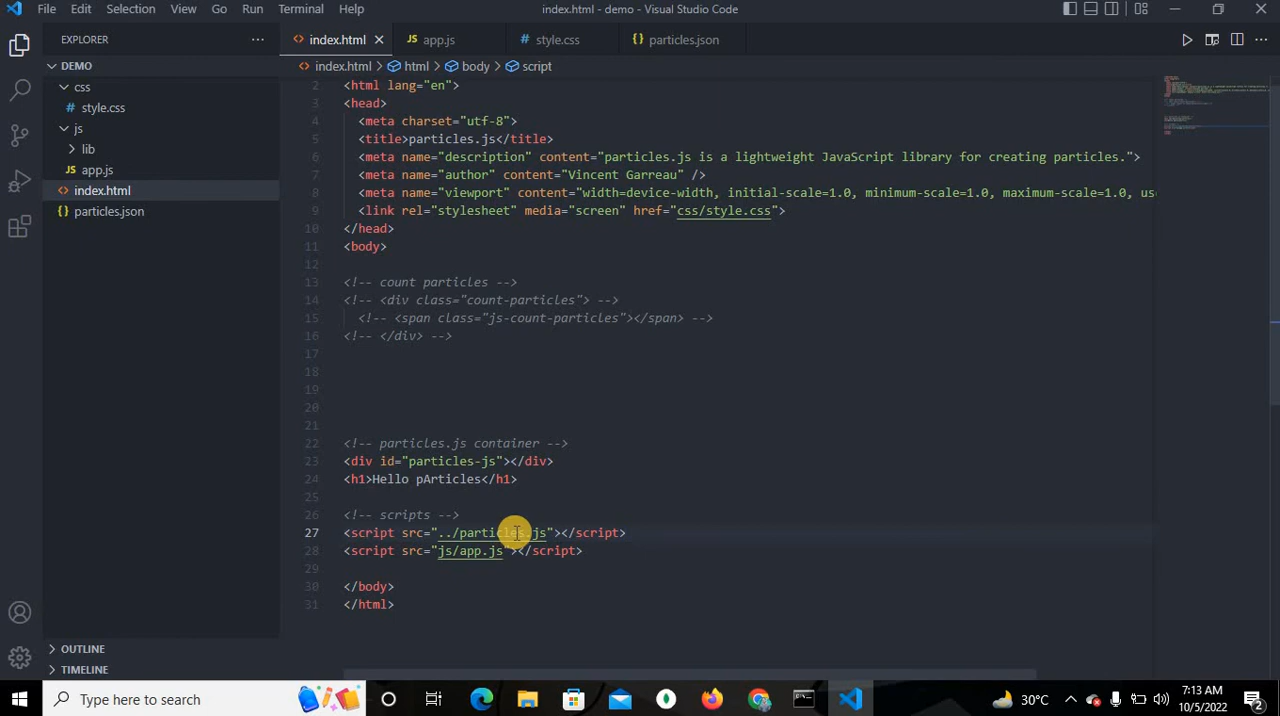 File Edit Selection View Go Run Terminal Help
index.html - demo - Visual Studio Code
EXPLORER
index.html
app.js
style.css
particles.json
DEMO
index.html > html > body > script
css
style.css
js
lib
app.js
index.html
particles.json
2 <html lang="en">
3 <head>
4 <meta charset="utf-8">
5 <title>particles.js</title>
6 <meta name="description" content="particles.js is a lightweight JavaScript library for creating particles.">
7 <meta name="author" content="Vincent Garreau" />
8 <meta name="viewport" content="width=device-width, initial-scale=1.0, minimum-scale=1.0, maximum-scale=1.0, use
9 <link rel="stylesheet" media="screen" href="css/style.css">
10 </head>
11 <body>
12
13 <!-- count particles -->
14 <!-- <div class="count-particles"> -->
15 <!-- <span class="js-count-particles"></span> -->
16 <!-- </div> -->
17
18
19
20
21
22 <!-- particles.js container -->
23 <div id="particles-js"></div>
24 <h1>Hello pArticles</h1>
25
26 <!-- scripts -->
27 <script src="../particles.js"></script>
28 <script src="js/app.js"></script>
29
30 </body>
31 </html>
OUTLINE
TIMELINE
Type here to search
30°C
7:13 AM
10/5/2022
2